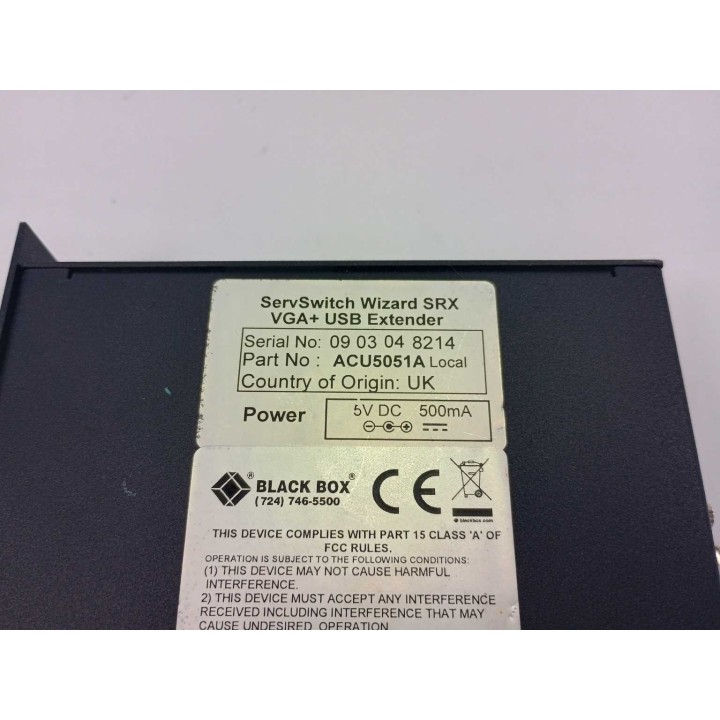 ServSwitch Wizard SRX
VGA+ USB Extender
Serial No: 09 03 04 8214
Part No : ACU5051A Local
Country of Origin: UK
Power
5V DC 500mA
® BLACK BOX®
(724) 746-5500
CE
blackbox.com
THIS DEVICE COMPLIES WITH PART 15 CLASS 'A' OF
FCC RULES.
OPERATION IS SUBJECT TO THE FOLLOWING CONDITIONS:
(1) THIS DEVICE MAY NOT CAUSE HARMFUL
INTERFERENCE.
2) THIS DEVICE MUST ACCEPT ANY INTERFERENCE
RECEIVED INCLUDING INTERFERENCE THAT MAY
CAUSE UNDESIRED OPERATION